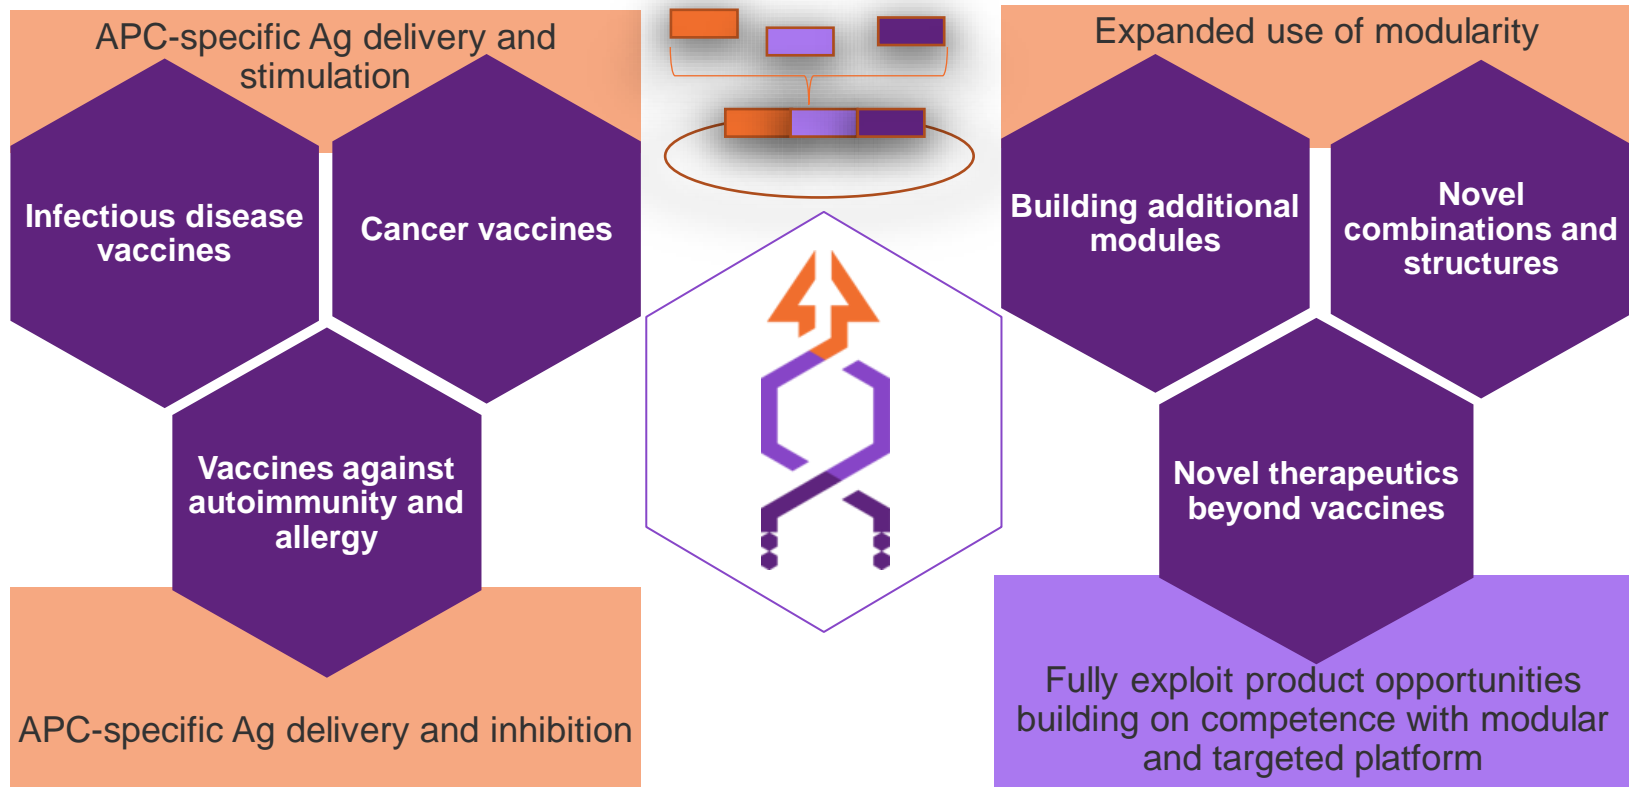 APC-specific Ag delivery and
stimulation
Infectious disease
vaccines
Cancer vaccines
Vaccines against
autoimmunity and
allergy
APC-specific Ag delivery and inhibition
Expanded use of modularity
Building additional
modules
Novel
combinations and
structures
Novel therapeutics
beyond vaccines
Fully exploit product opportunities
building on competence with modular
and targeted platform